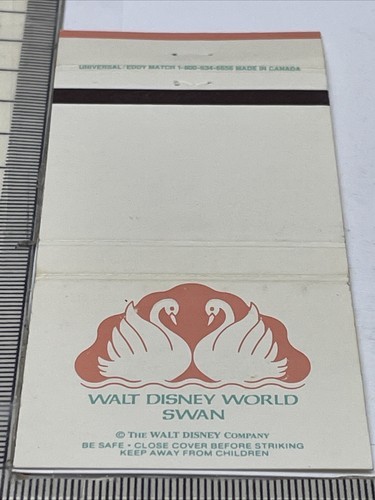 UNIVERSAL/EDDY MATCH 1-800-634-6506 MADE IN CANADA
WALT DISNEY WORLD
SWAN
© THE WALT DISNEY COMPANY
BE SAFE • CLOSE COVER BEFORE STRIKING
KEEP AWAY FROM CHILDREN